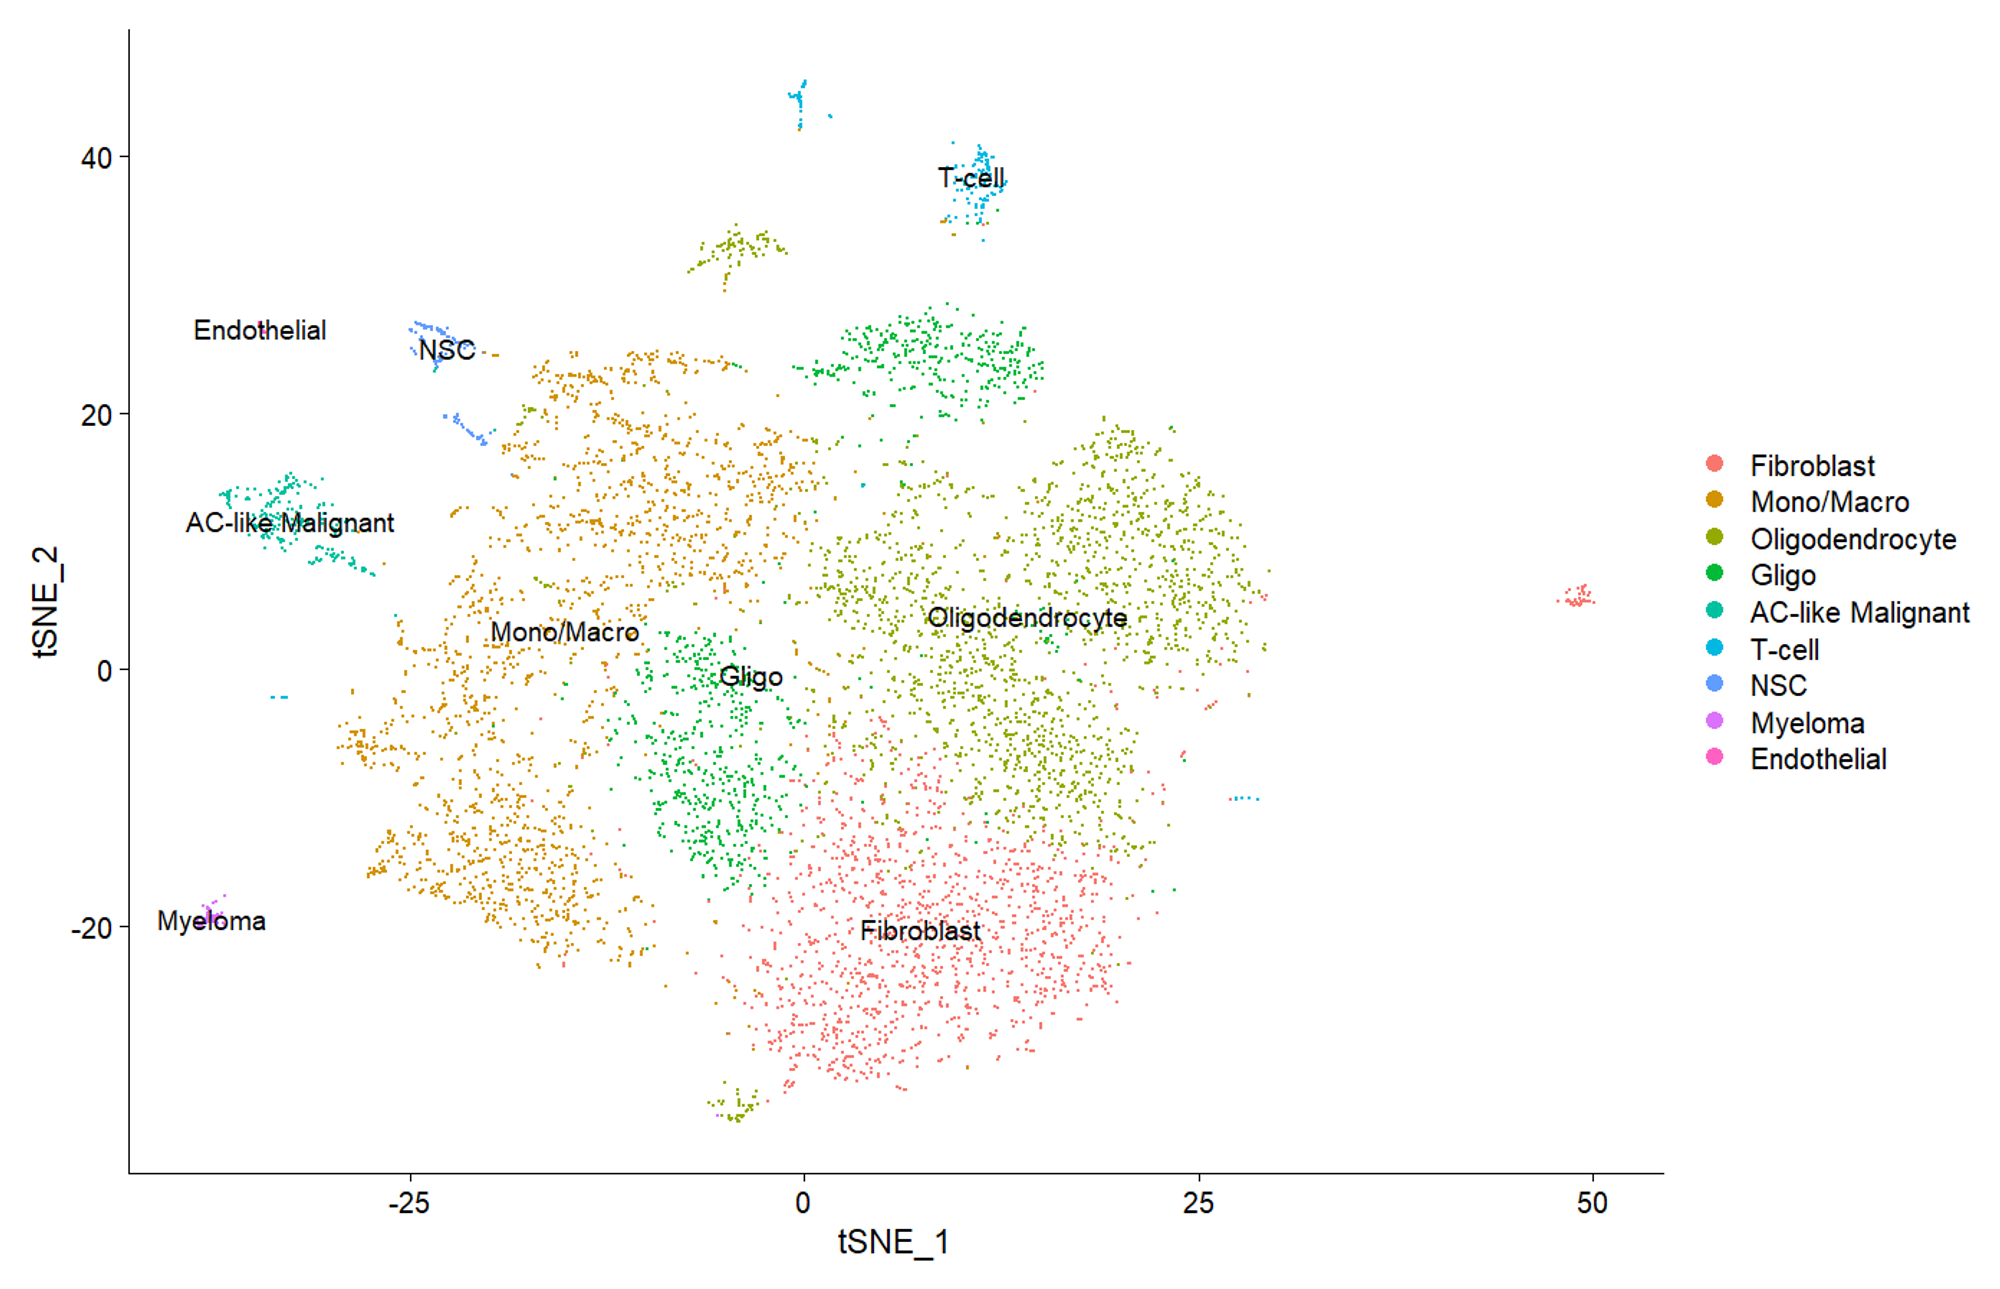 40
20
0
-20
tSNE_2
T-cell
Endothelial
NSC
AC-like Malignant
Oligodendrocyte
Mono/Macro
Gligo
Myeloma
Fibroblast
-25
0
25
50
tSNE_1
Fibroblast
Mono/Macro
Oligodendrocyte
Gligo
AC-like Malignant
T-cell
NSC
Myeloma
Endothelial